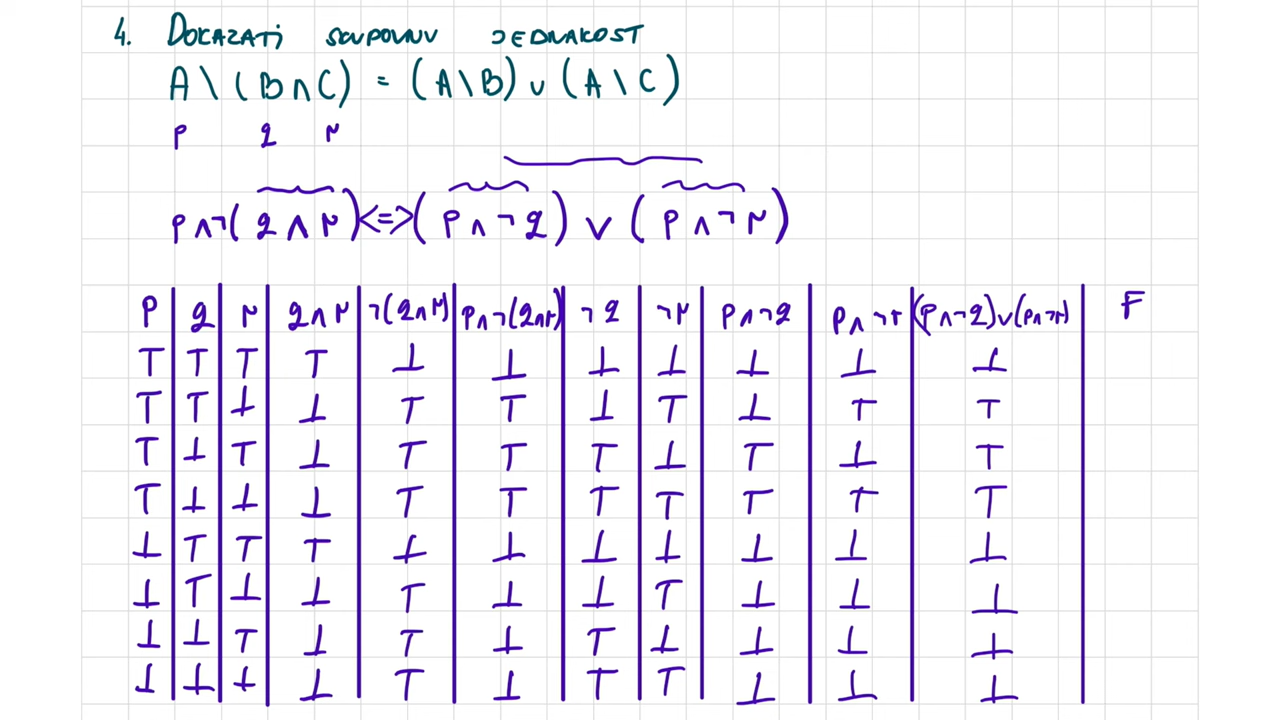 4. DOKAZATI SKUPOVNU JEDNAKOST
A \ (B ∩ C) = (A \ B) ∪ (A \ C)
p q r
p ∧ ¬(q ∧ r) <=> (p ∧ ¬q) ∨ (p ∧ ¬r)
p q r q∧r ¬(q∧r) p∧¬(q∧r) ¬q ¬r p∧¬q p∧¬r (p∧¬q)∨(p∧¬r) F
T T T T ⊥ ⊥ ⊥ ⊥ ⊥ ⊥ ⊥
T T ⊥ ⊥ T T ⊥ T ⊥ T T
T ⊥ T ⊥ T T T ⊥ T ⊥ T
T ⊥ ⊥ ⊥ T T T T T T T
⊥ T T T ⊥ ⊥ ⊥ ⊥ ⊥ ⊥ ⊥
⊥ T ⊥ ⊥ T ⊥ ⊥ T ⊥ ⊥ ⊥
⊥ ⊥ T ⊥ T ⊥ T ⊥ ⊥ ⊥ ⊥
⊥ ⊥ ⊥ ⊥ T ⊥ T T ⊥ ⊥ ⊥